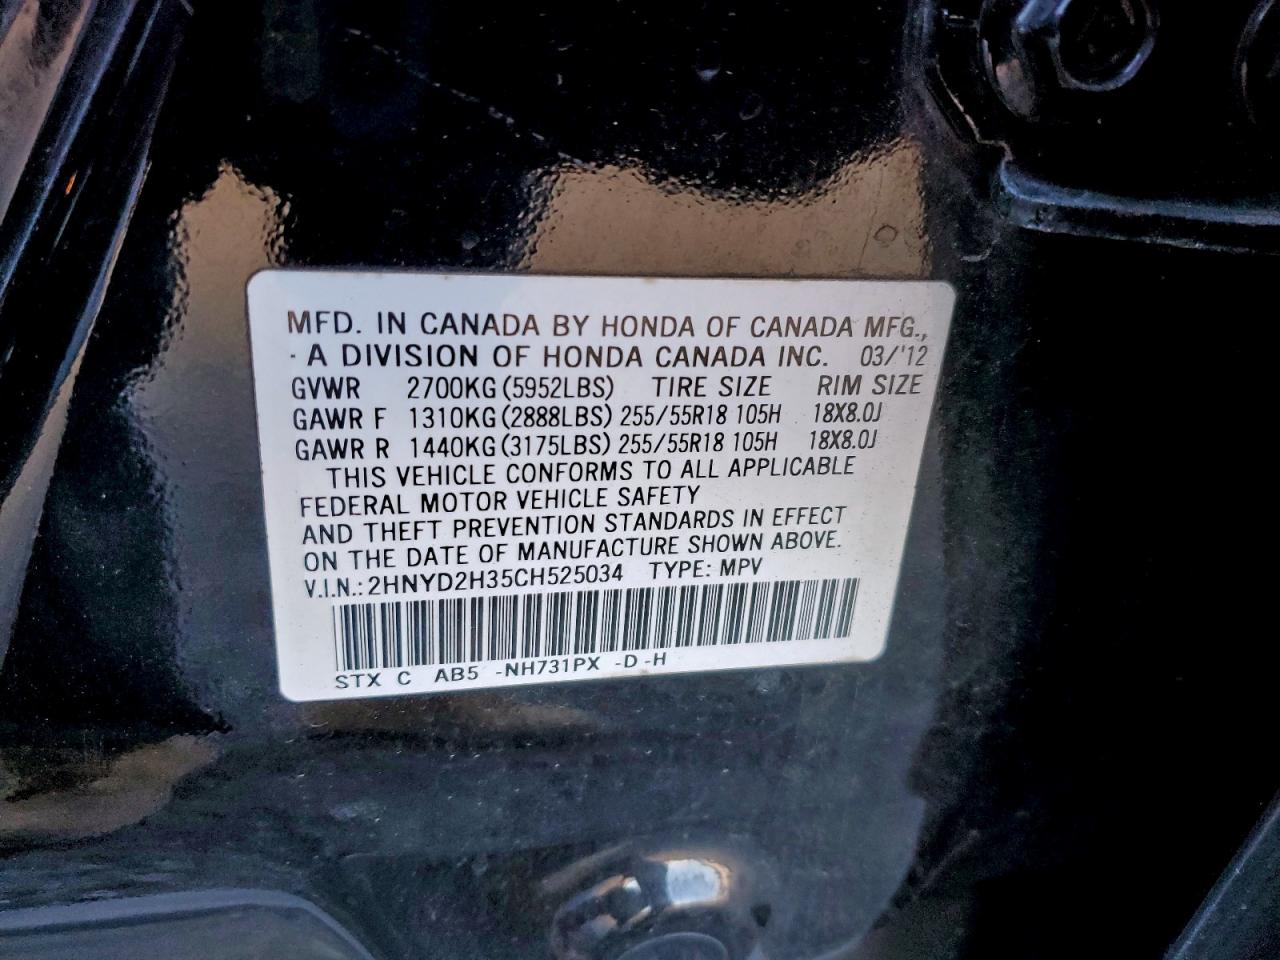 MFD. IN CANADA BY HONDA OF CANADA MFG.,
A DIVISION OF HONDA CANADA INC. 03/'12
GVWR 2700KG (5952LBS) TIRE SIZE RIM SIZE
GAWR F 1310KG (2888LBS) 255/55R18 105H 18X8.0J
GAWR R 1440KG (3175LBS) 255/55R18 105H 18X8.0J
THIS VEHICLE CONFORMS TO ALL APPLICABLE
FEDERAL MOTOR VEHICLE SAFETY
AND THEFT PREVENTION STANDARDS IN EFFECT
ON THE DATE OF MANUFACTURE SHOWN ABOVE.
V.I.N.: 2HNYD2H35CH525034 TYPE: MPV
STX C AB5 -NH731PX -D -H